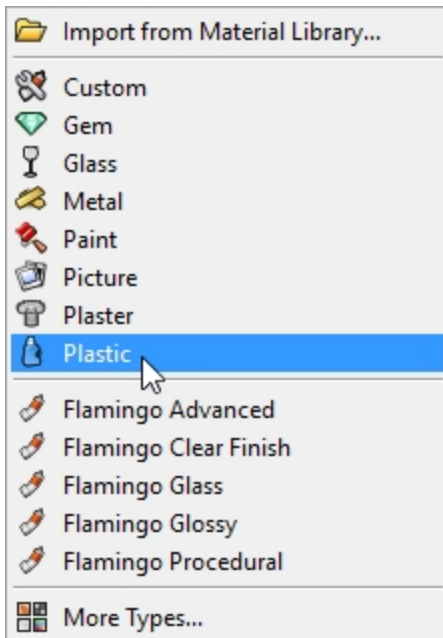 Import from Material Library...
Custom
Gem
Glass
Metal
Paint
Picture
Plaster
Plastic
Flamingo Advanced
Flamingo Clear Finish
Flamingo Glass
Flamingo Glossy
Flamingo Procedural
More Types...